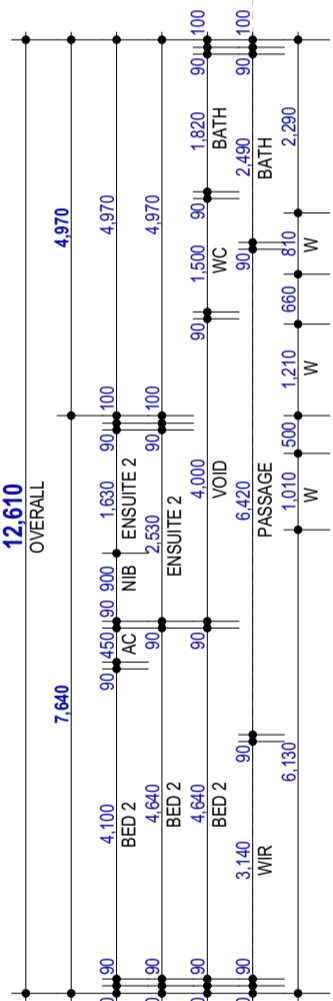 12,610
OVERALL
7,640 4,970
90 4,100 90 450 90 900 1,630 90 100 4,970
BED 2 AC NIB ENSUITE 2
90 4,640 90 2,530 90 100 4,970
BED 2 ENSUITE 2
90 4,640 90 4,000 90 1,500 90 1,820 90 100
BED 2 VOID WC BATH
90 3,140 90 6,420 90 2,490 90 100
WIR PASSAGE BATH
6,130 1,010 500 1,210 660 810 2,290
W W W